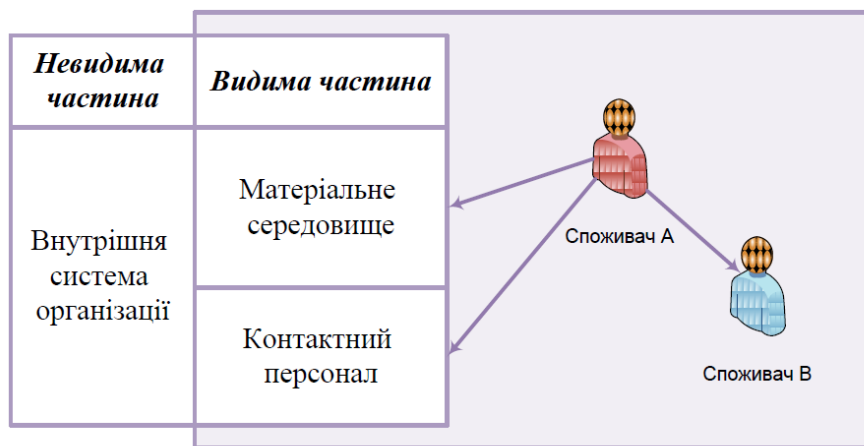 Невидима
частина
Видима частина
Внутрішня
система
організації
Матеріальне
середовище
Контактний
персонал
Споживач А
Споживач В